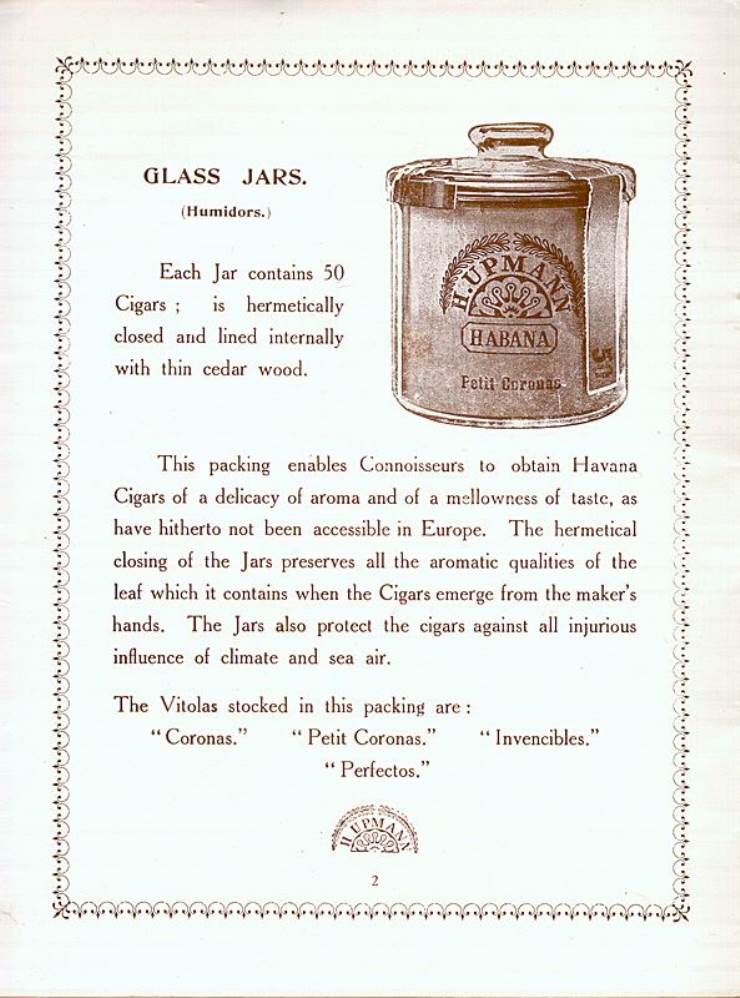 GLASS JARS.
(Humidors.)
Each Jar contains 50
Cigars ; is hermetically
closed and lined internally
with thin cedar wood.
H. UPMANN
HABANA
Petit Coronas
50
This packing enables Connoisseurs to obtain Havana
Cigars of a delicacy of aroma and of a mellowness of taste, as
have hitherto not been accessible in Europe. The hermetical
closing of the Jars preserves all the aromatic qualities of the
leaf which it contains when the Cigars emerge from the maker's
hands. The Jars also protect the cigars against all injurious
influence of climate and sea air.
The Vitolas stocked in this packing are :
“ Coronas.” “ Petit Coronas.” “ Invencibles.”
“ Perfectos.”
H. UPMANN
2